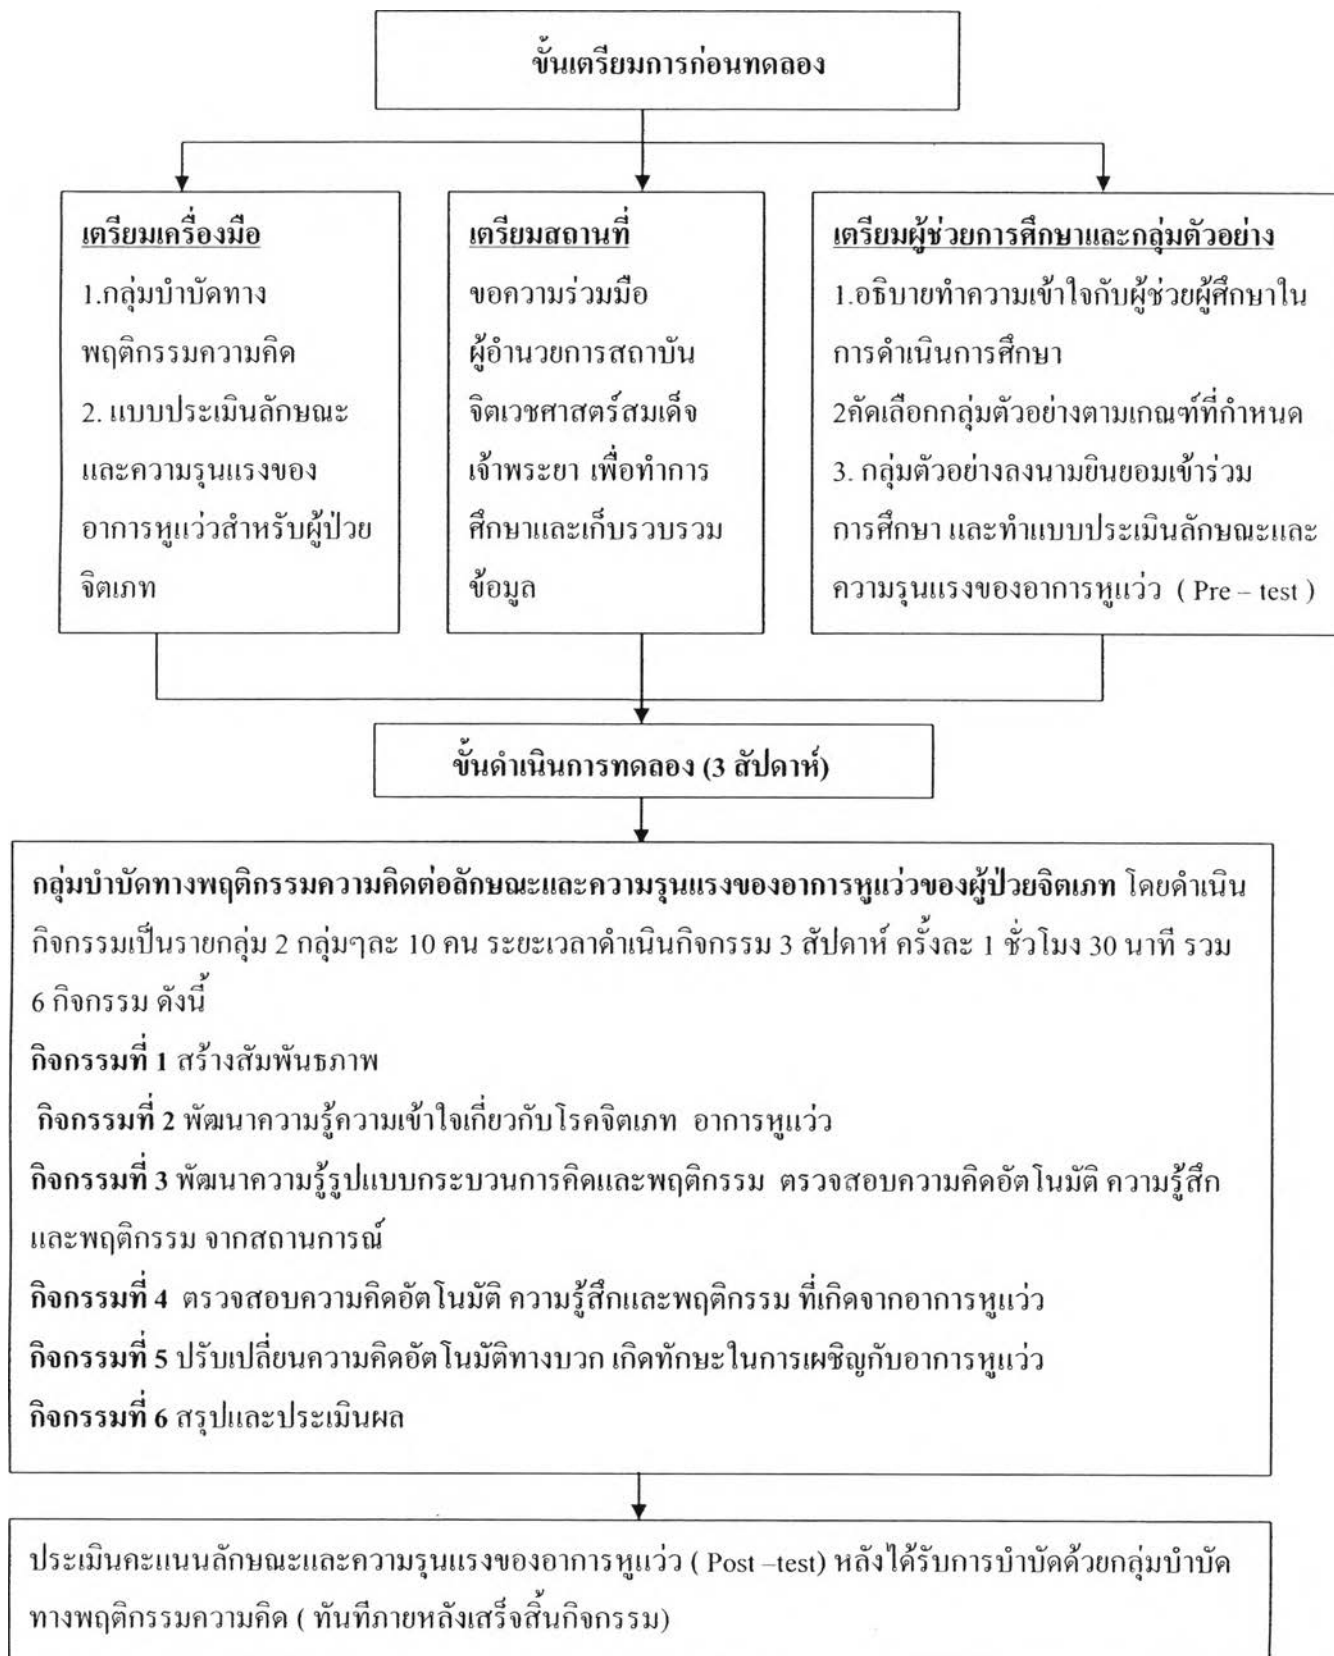 ขั้นเตรียมการก่อนทดลอง
เตรียมเครื่องมือ
1.กลุ่มบำบัดทาง
พฤติกรรมความคิด
2. แบบประเมินลักษณะ
และความรุนแรงของ
อาการหูแว่วสำหรับผู้ป่วย
จิตเภท
เตรียมสถานที่
ขอความร่วมมือ
ผู้อำนวยการสถาบัน
จิตเวชศาสตร์สมเด็จ
เจ้าพระยา เพื่อทำการ
ศึกษาและเก็บรวบรวม
ข้อมูล
เตรียมผู้ช่วยการศึกษาและกลุ่มตัวอย่าง
1.อธิบายทำความเข้าใจกับผู้ช่วยผู้ศึกษาใน
การดำเนินการศึกษา
2คัดเลือกกลุ่มตัวอย่างตามเกณฑ์ที่กำหนด
3. กลุ่มตัวอย่างลงนามยินยอมเข้าร่วม
การศึกษา และทำแบบประเมินลักษณะและ
ความรุนแรงของอาการหูแว่ว ( Pre – test )
ขั้นดำเนินการทดลอง (3 สัปดาห์)
กลุ่มบำบัดทางพฤติกรรมความคิดต่อลักษณะและความรุนแรงของอาการหูแว่วของผู้ป่วยจิตเภท โดยดำเนิน
กิจกรรมเป็นรายกลุ่ม 2 กลุ่มๆละ 10 คน ระยะเวลาดำเนินกิจกรรม 3 สัปดาห์ ครั้งละ 1 ชั่วโมง 30 นาที รวม
6 กิจกรรม ดังนี้
กิจกรรมที่ 1 สร้างสัมพันธภาพ
กิจกรรมที่ 2 พัฒนาความรู้ความเข้าใจเกี่ยวกับโรคจิตเภท อาการหูแว่ว
กิจกรรมที่ 3 พัฒนาความรู้รูปแบบกระบวนการคิดและพฤติกรรม ตรวจสอบความคิดอัตโนมัติ ความรู้สึก
และพฤติกรรม จากสถานการณ์
กิจกรรมที่ 4 ตรวจสอบความคิดอัตโนมัติ ความรู้สึกและพฤติกรรม ที่เกิดจากอาการหูแว่ว
กิจกรรมที่ 5 ปรับเปลี่ยนความคิดอัตโนมัติทางบวก เกิดทักษะในการเผชิญกับอาการหูแว่ว
กิจกรรมที่ 6 สรุปและประเมินผล
ประเมินคะแนนลักษณะและความรุนแรงของอาการหูแว่ว ( Post –test) หลังได้รับการบำบัดด้วยกลุ่มบำบัด
ทางพฤติกรรมความคิด ( ทันทีภายหลังเสร็จสิ้นกิจกรรม)